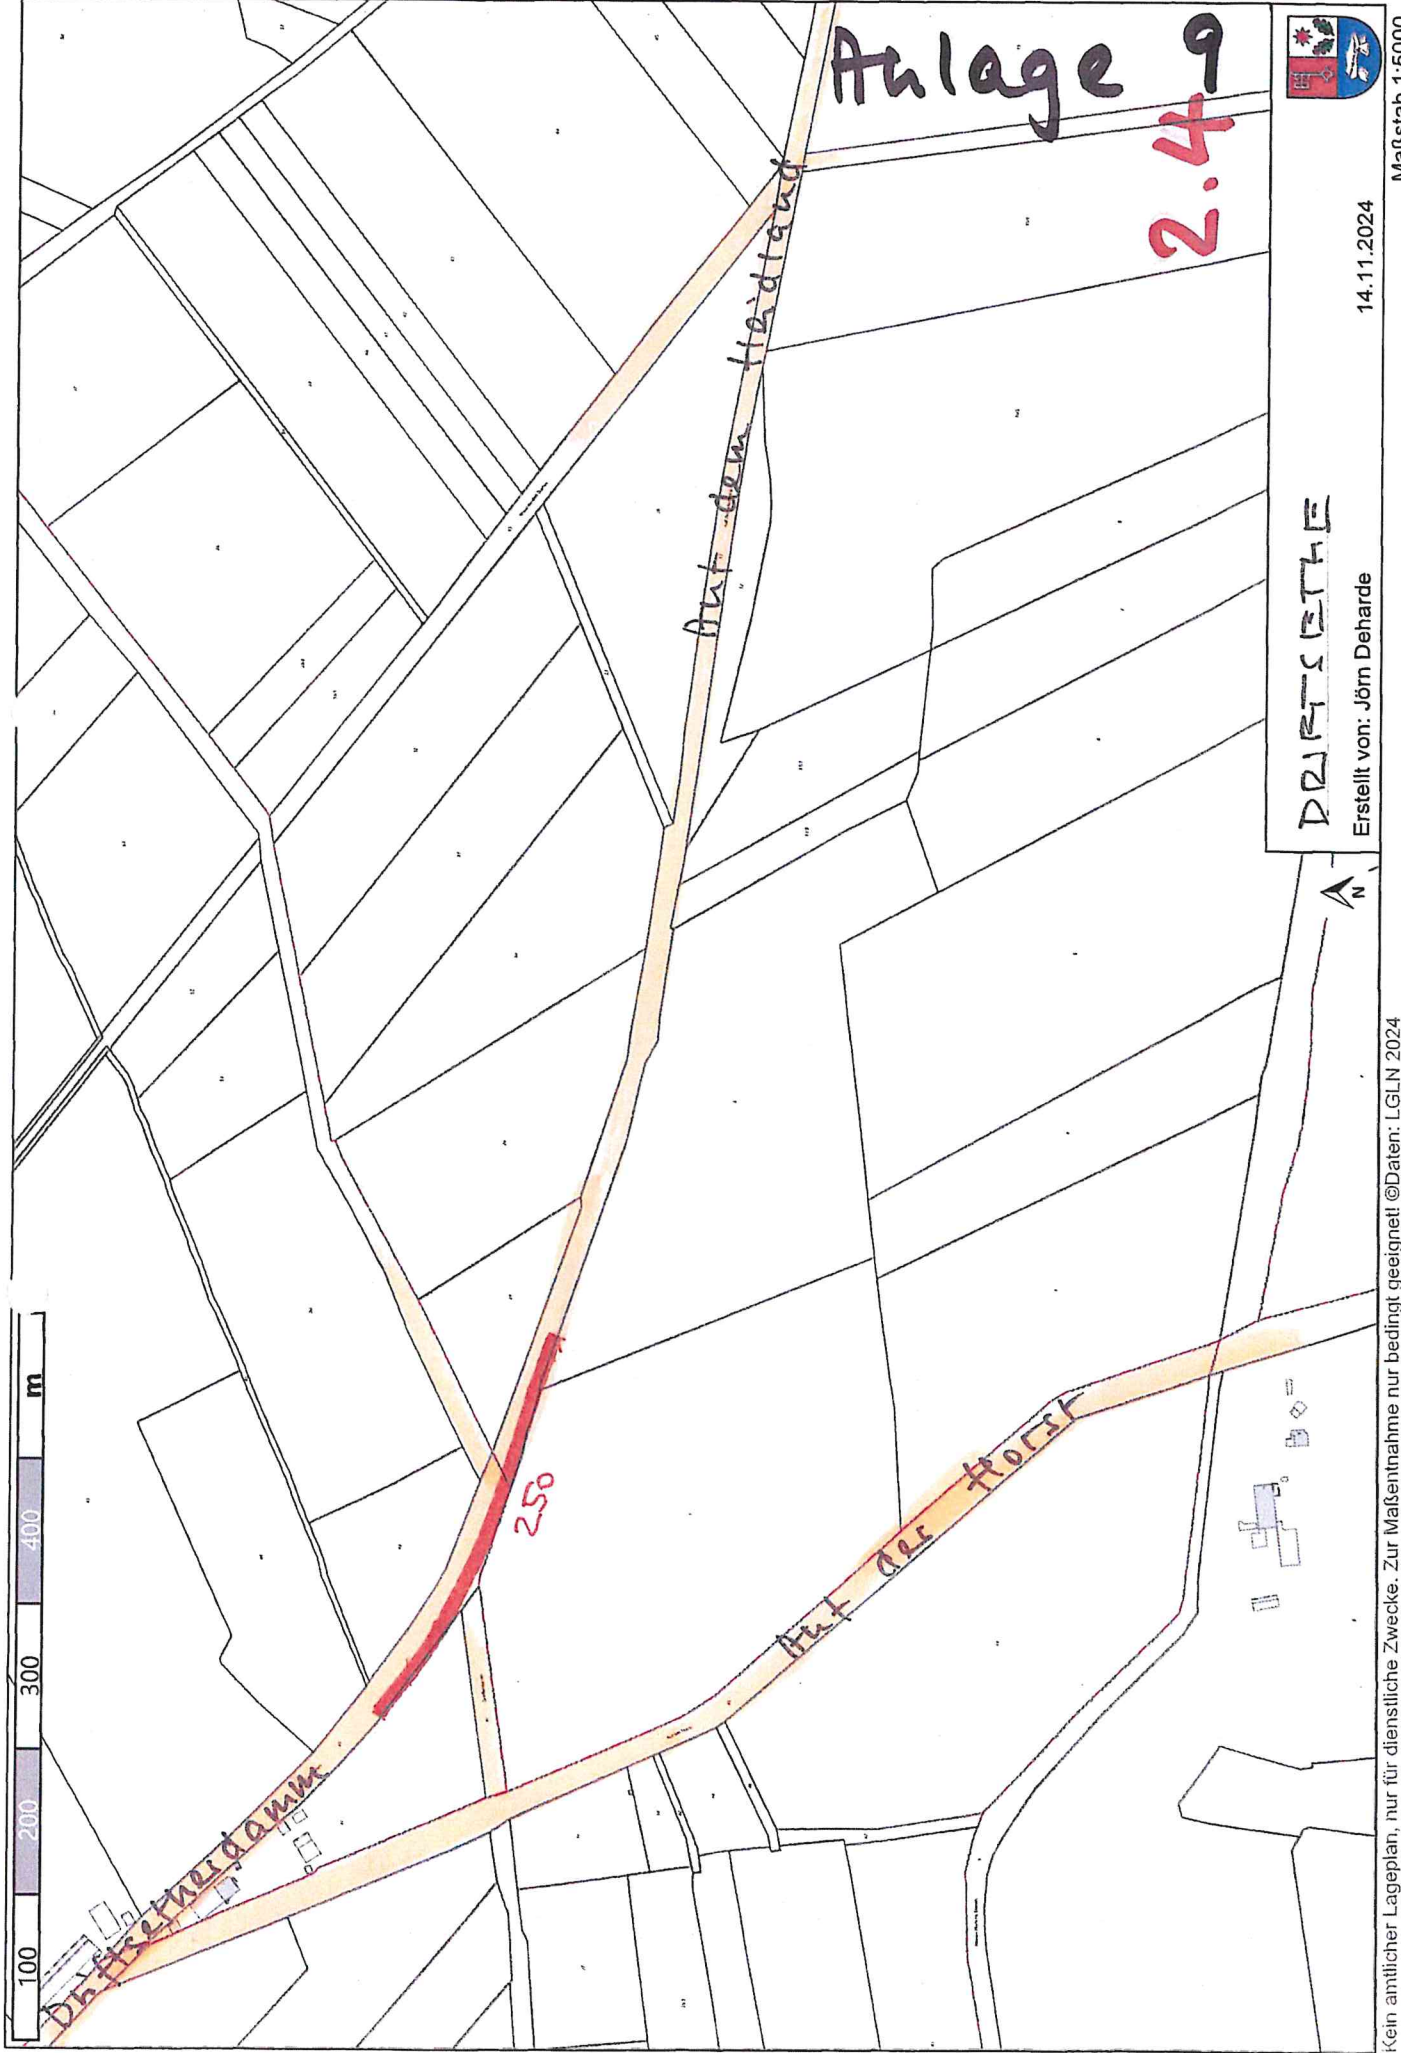 Anlage 9
2.4
Auf dem Heidland
250
Driftsetherdamm
Auf der Horst
100
200
300
400
m
N
DRIFTSETHE
Erstellt von: Jörn Deharde
14.11.2024
Maßstab 1:5000
Kein amtlicher Lageplan, nur für dienstliche Zwecke. Zur Maßentnahme nur bedingt geeignet! ©Daten: LGLN 2024